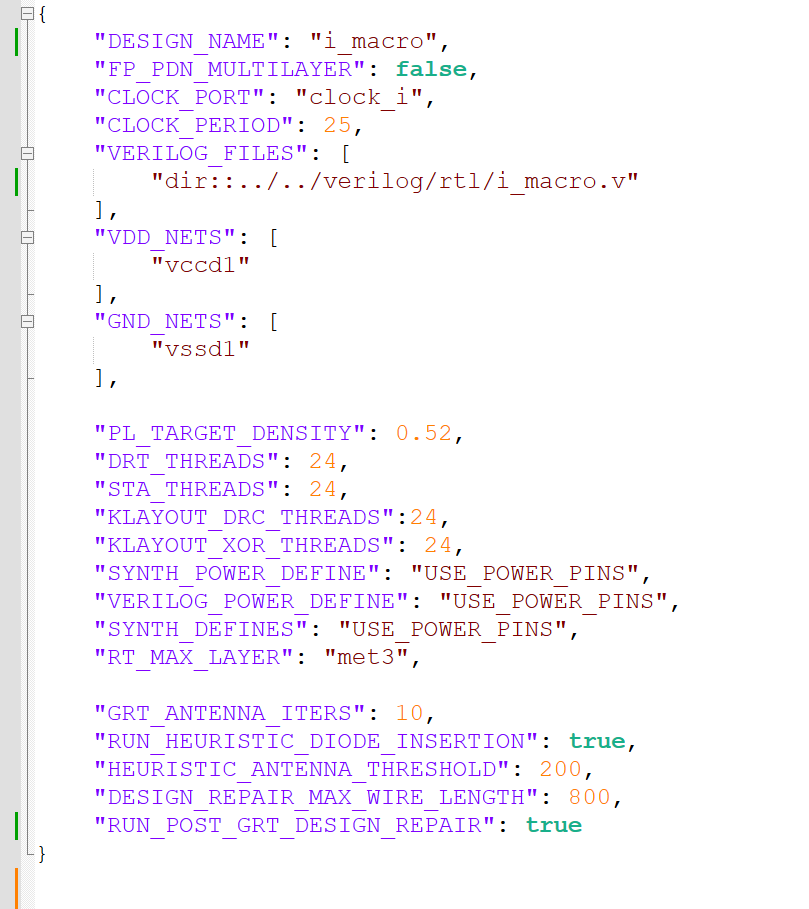 {
"DESIGN_NAME": "i_macro",
"FP_PDN_MULTILAYER": false,
"CLOCK_PORT": "clock_i",
"CLOCK_PERIOD": 25,
"VERILOG_FILES": [
"dir::../../verilog/rtl/i_macro.v"
],
"VDD_NETS": [
"vccd1"
],
"GND_NETS": [
"vssd1"
],
"PL_TARGET_DENSITY": 0.52,
"DRT_THREADS": 24,
"STA_THREADS": 24,
"KLAYOUT_DRC_THREADS":24,
"KLAYOUT_XOR_THREADS": 24,
"SYNTH_POWER_DEFINE": "USE_POWER_PINS",
"VERILOG_POWER_DEFINE": "USE_POWER_PINS",
"SYNTH_DEFINES": "USE_POWER_PINS",
"RT_MAX_LAYER": "met3",
"GRT_ANTENNA_ITERS": 10,
"RUN_HEURISTIC_DIODE_INSERTION": true,
"HEURISTIC_ANTENNA_THRESHOLD": 200,
"DESIGN_REPAIR_MAX_WIRE_LENGTH": 800,
"RUN_POST_GRT_DESIGN_REPAIR": true
}